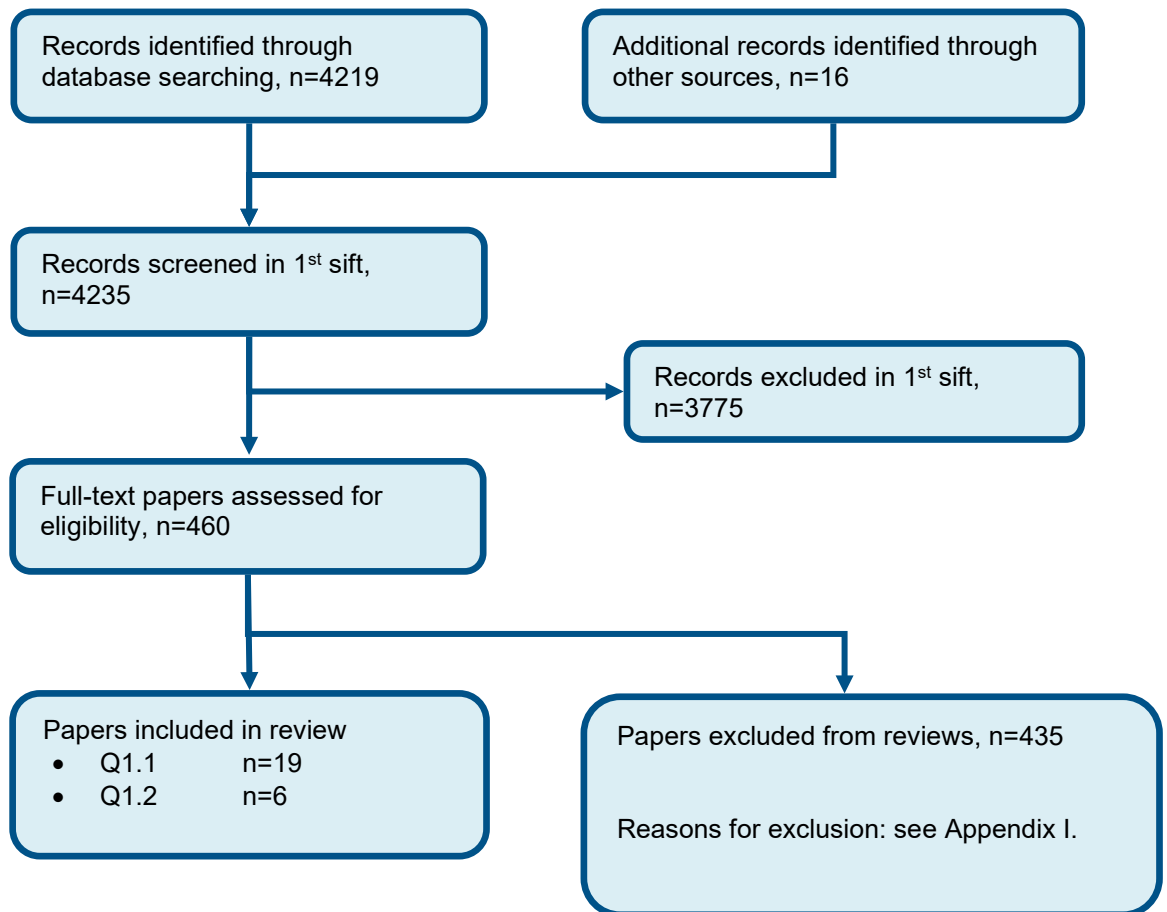 Records identified through
database searching, n=4219
Additional records identified through
other sources, n=16
Records screened in 1st sift,
n=4235
Records excluded in 1st sift,
n=3775
Full-text papers assessed for
eligibility, n=460
Papers included in review
• Q1.1 n=19
• Q1.2 n=6
Papers excluded from reviews, n=435
Reasons for exclusion: see Appendix I.